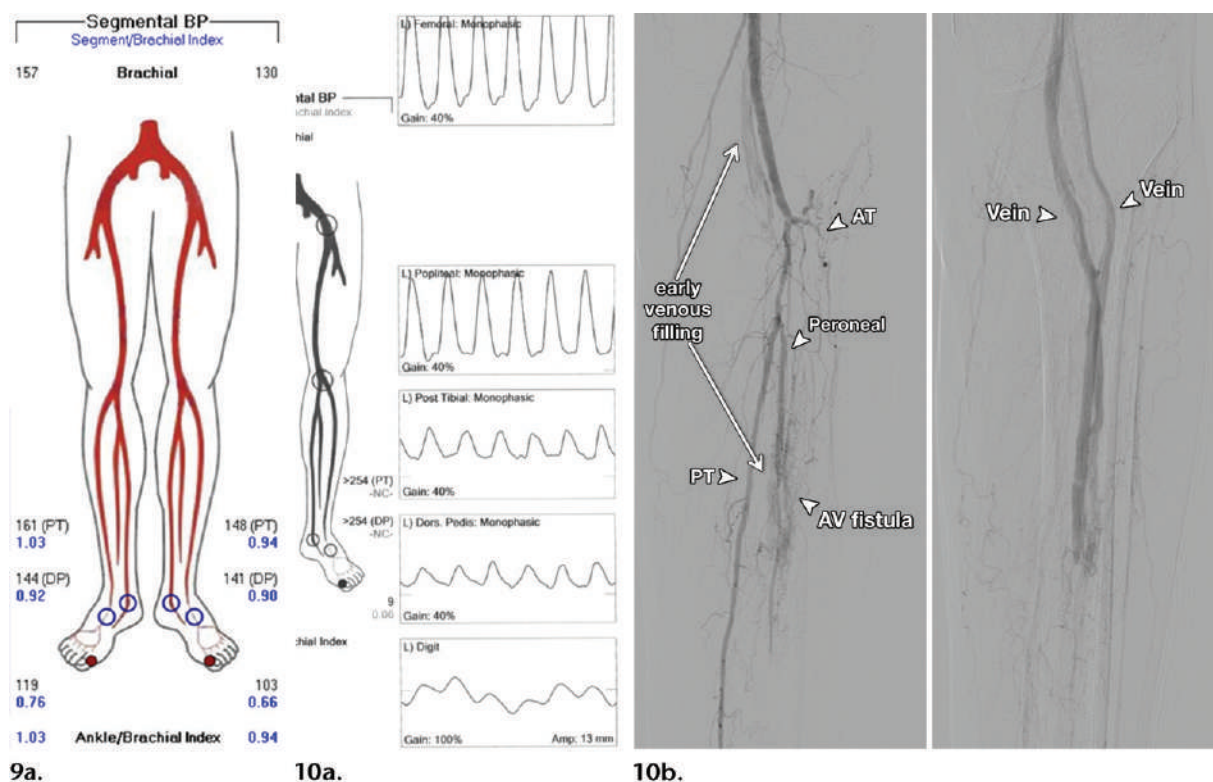 Segmental BP
Segment/Brachial Index
157 Brachial 130
161 (PT) 148 (PT)
1.03 0.94
144 (DP) 141 (DP)
0.92 0.90
119 103
0.76 0.66
1.03 Ankle/Brachial Index 0.94
9a.
ntal BP
achial Index
hial
>254 (PT)
-NC-
>254 (DP)
-NC-
9
0.06
chial Index
L) Femoral: Monophasic
Gain: 40%
L) Popliteal: Monophasic
Gain: 40%
L) Post Tibial: Monophasic
Gain: 40%
L) Dors. Pedis: Monophasic
Gain: 40%
L) Digit
Gain: 100% Amp: 13 mm
10a.
AT
early
venous
filling
Peroneal
PT
AV fistula
Vein
Vein
10b.